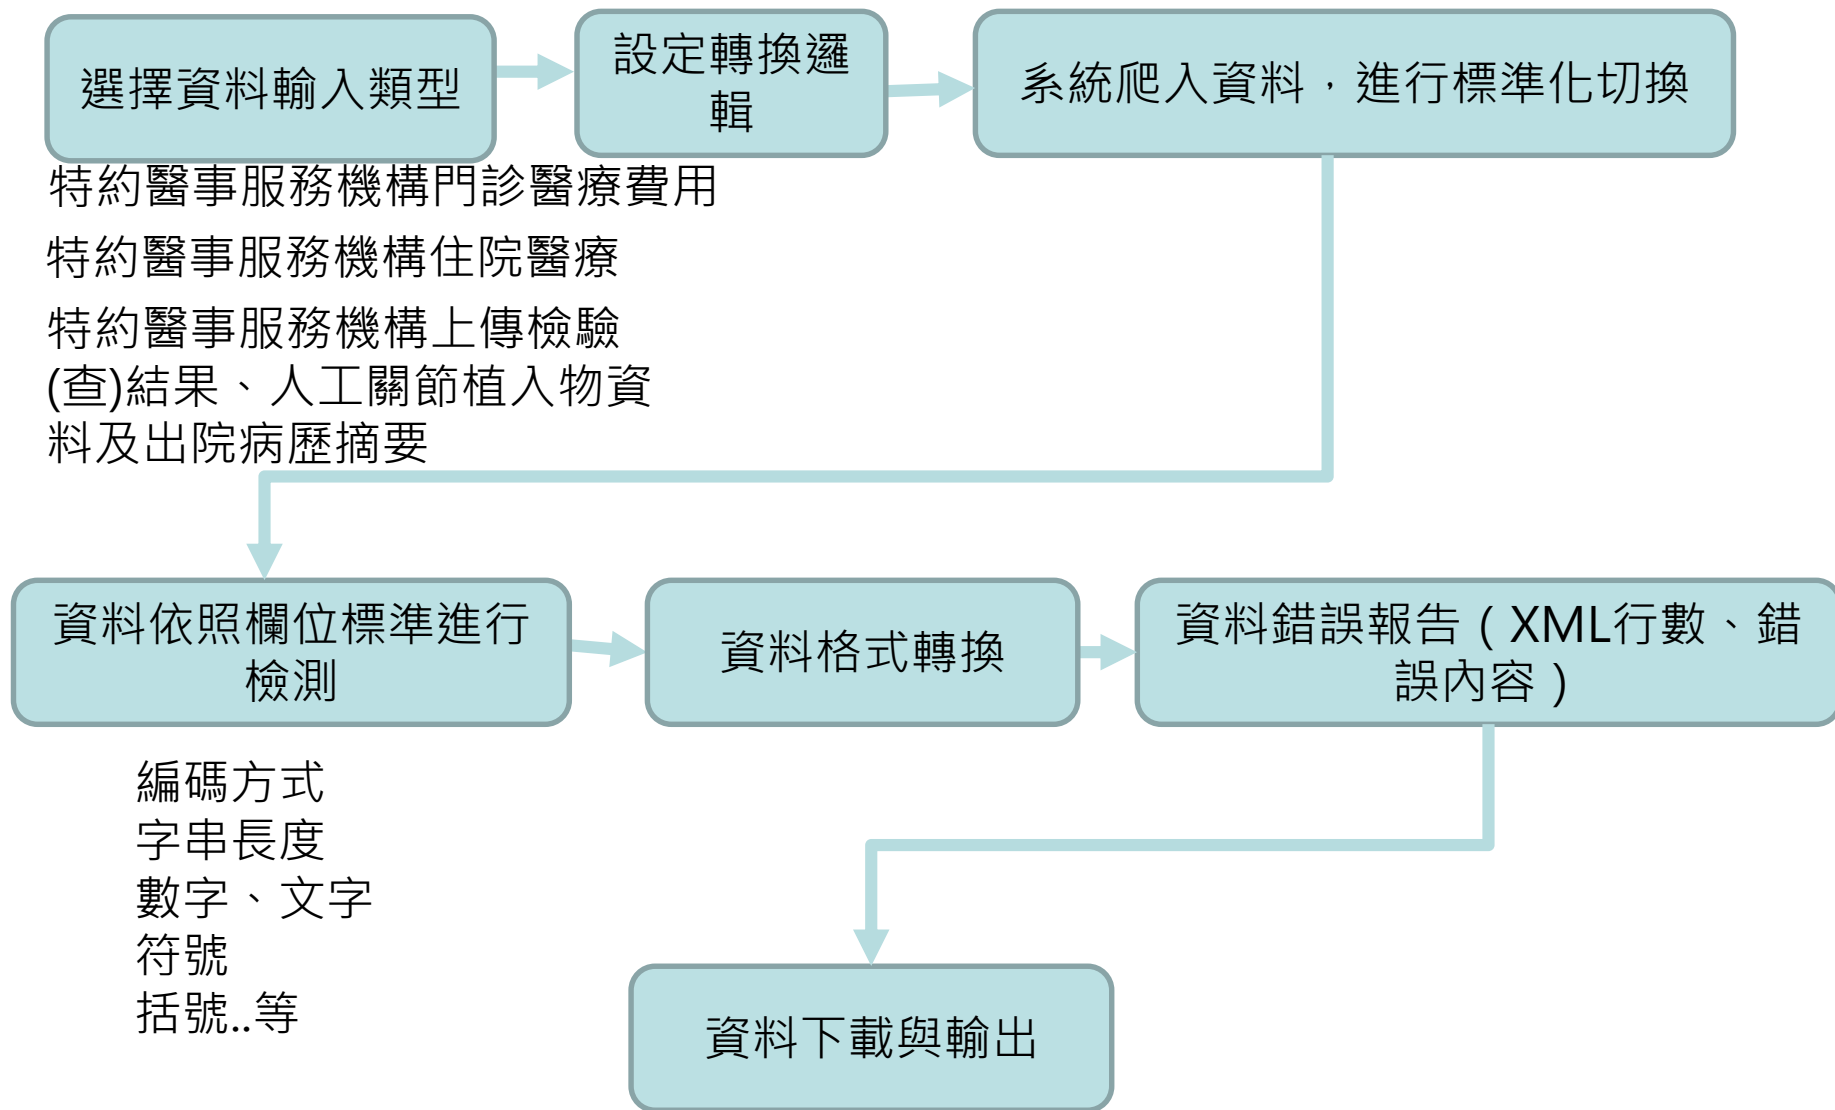 選擇資料輸入類型
設定轉換邏
輯
系統爬入資料，進行標準化切換
特約醫事服務機構門診醫療費用
特約醫事服務機構住院醫療
特約醫事服務機構上傳檢驗
(查)結果、人工關節植入物資
料及出院病歷摘要
資料依照欄位標準進行
檢測
資料格式轉換
資料錯誤報告（XML行數、錯
誤內容）
編碼方式
字串長度
數字、文字
符號
括號..等
資料下載與輸出